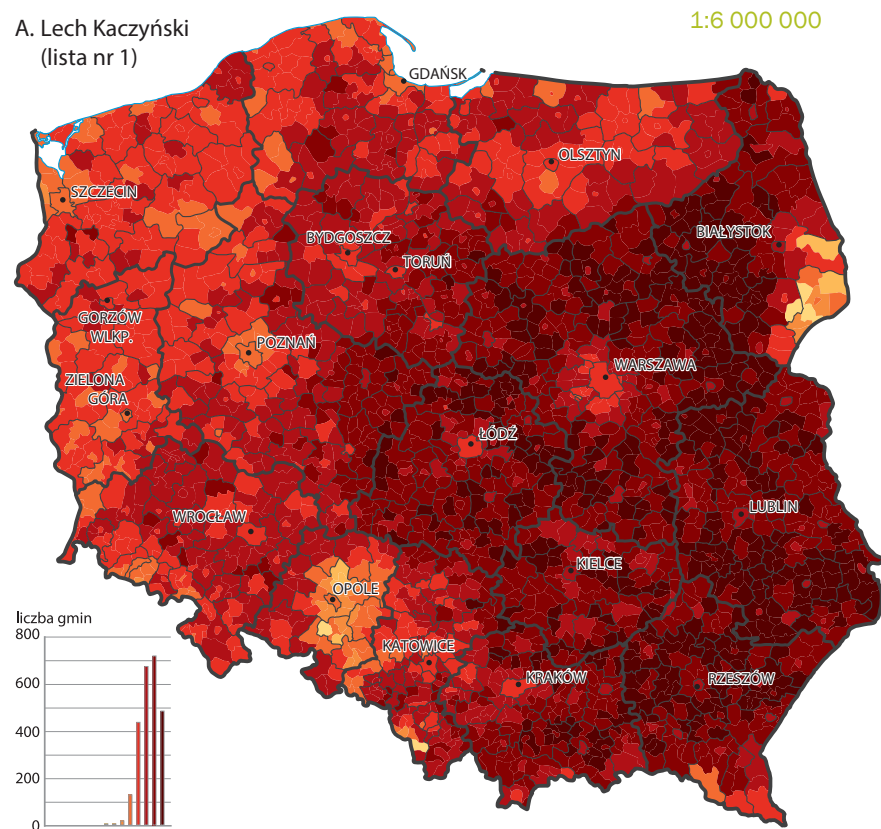 A. Lech Kaczyński
(lista nr 1)
1:6 000 000
GDAŃSK
OLSZTYN
SZCZECIN
BIAŁYSTOK
BYDGOSZCZ
TORUŃ
GORZÓW
WLKP.
POZNAŃ
WARSZAWA
ZIELONA
GÓRA
ŁÓDŹ
LUBLIN
WROCŁAW
KIELCE
OPOLE
KATOWICE
KRAKÓW
RZESZÓW
liczba gmin
800
600
400
200
0